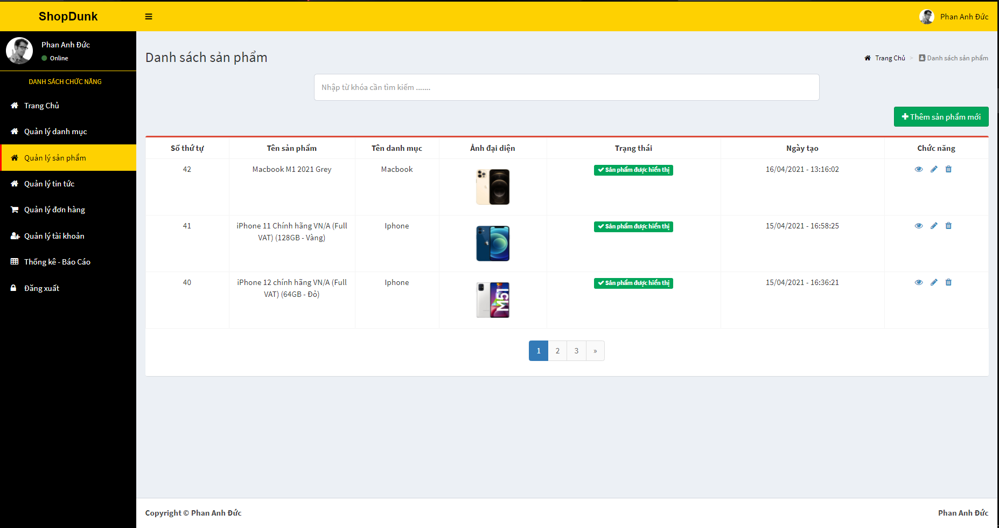 ShopDunk
Phan Anh Đức
Phan Anh Đức
Online
DANH SÁCH CHỨC NĂNG
Trang Chủ
Quản lý danh mục
Quản lý sản phẩm
Quản lý tin tức
Quản lý đơn hàng
Quản lý tài khoản
Thống kê - Báo Cáo
Đăng xuất
Danh sách sản phẩm
Trang Chủ > Danh sách sản phẩm
Nhập từ khóa cần tìm kiếm .......
Thêm sản phẩm mới
Số thứ tự Tên sản phẩm Tên danh mục Ảnh đại diện Trạng thái Ngày tạo Chức năng
42 Macbook M1 2021 Grey Macbook Sản phẩm được hiển thị 16/04/2021 - 13:16:02
41 iPhone 11 Chính hãng VN/A (Full Iphone Sản phẩm được hiển thị 15/04/2021 - 16:58:25
VAT) (128GB - Vàng)
40 iPhone 12 chính hãng VN/A (Full Iphone Sản phẩm được hiển thị 15/04/2021 - 16:36:21
VAT) (64GB - Đỏ)
M51
1 2 3 »
Copyright © Phan Anh Đức
Phan Anh Đức